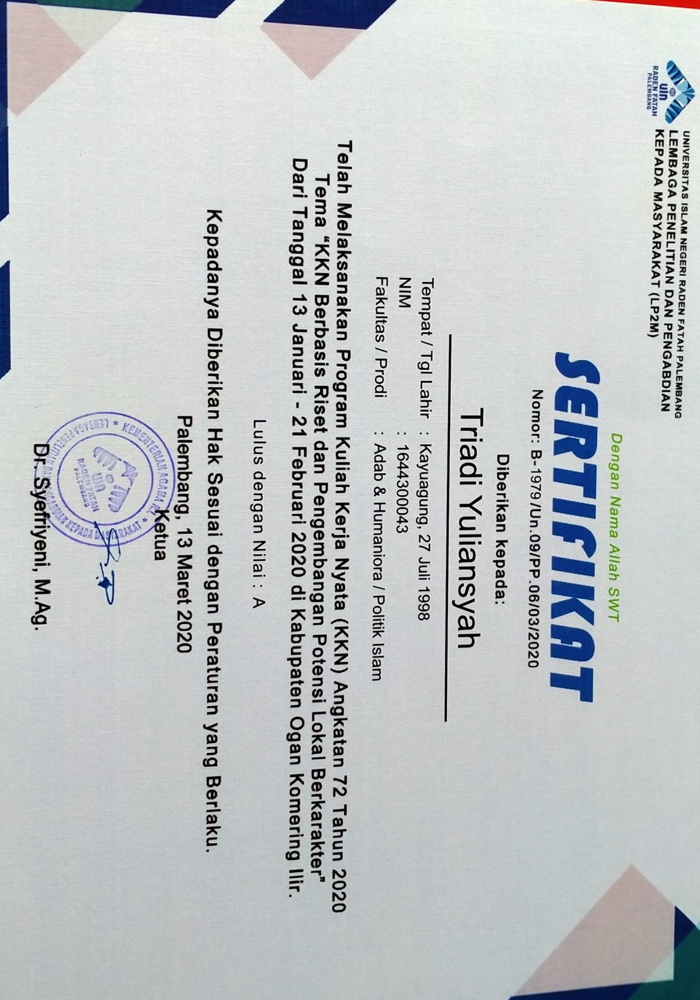 uin
RADEN FATAH
PALEMBANG
UNIVERSITAS ISLAM NEGERI RADEN FATAH PALEMBANG
LEMBAGA PENELITIAN DAN PENGABDIAN
KEPADA MASYARAKAT (LP2M)
Dengan Nama Allah SWT
SERTIFIKAT
Nomor: B-1979/Un.09/PP.06/03/2020
Diberikan kepada:
Triadi Yuliansyah
Tempat / Tgl Lahir : Kayuagung, 27 Juli 1998
NIM : 1644300043
Fakultas / Prodi : Adab & Humaniora / Politik Islam
Telah Melaksanakan Program Kuliah Kerja Nyata (KKN) Angkatan 72 Tahun 2020
Tema “KKN Berbasis Riset dan Pengembangan Potensi Lokal Berkarakter”
Dari Tanggal 13 Januari - 21 Februari 2020 di Kabupaten Ogan Komering Ilir.
Lulus dengan Nilai : A
Kepadanya Diberikan Hak Sesuai dengan Peraturan yang Berlaku.
Palembang, 13 Maret 2020
Ketua
KEMENTERIAN AGAMA R.I.
LEMBAGA PENELITIAN DAN PENGABDIAN KEPADA MASYARAKAT
uin
RADEN FATAH
PALEMBANG
Dr. Syefriyeni, M.Ag.